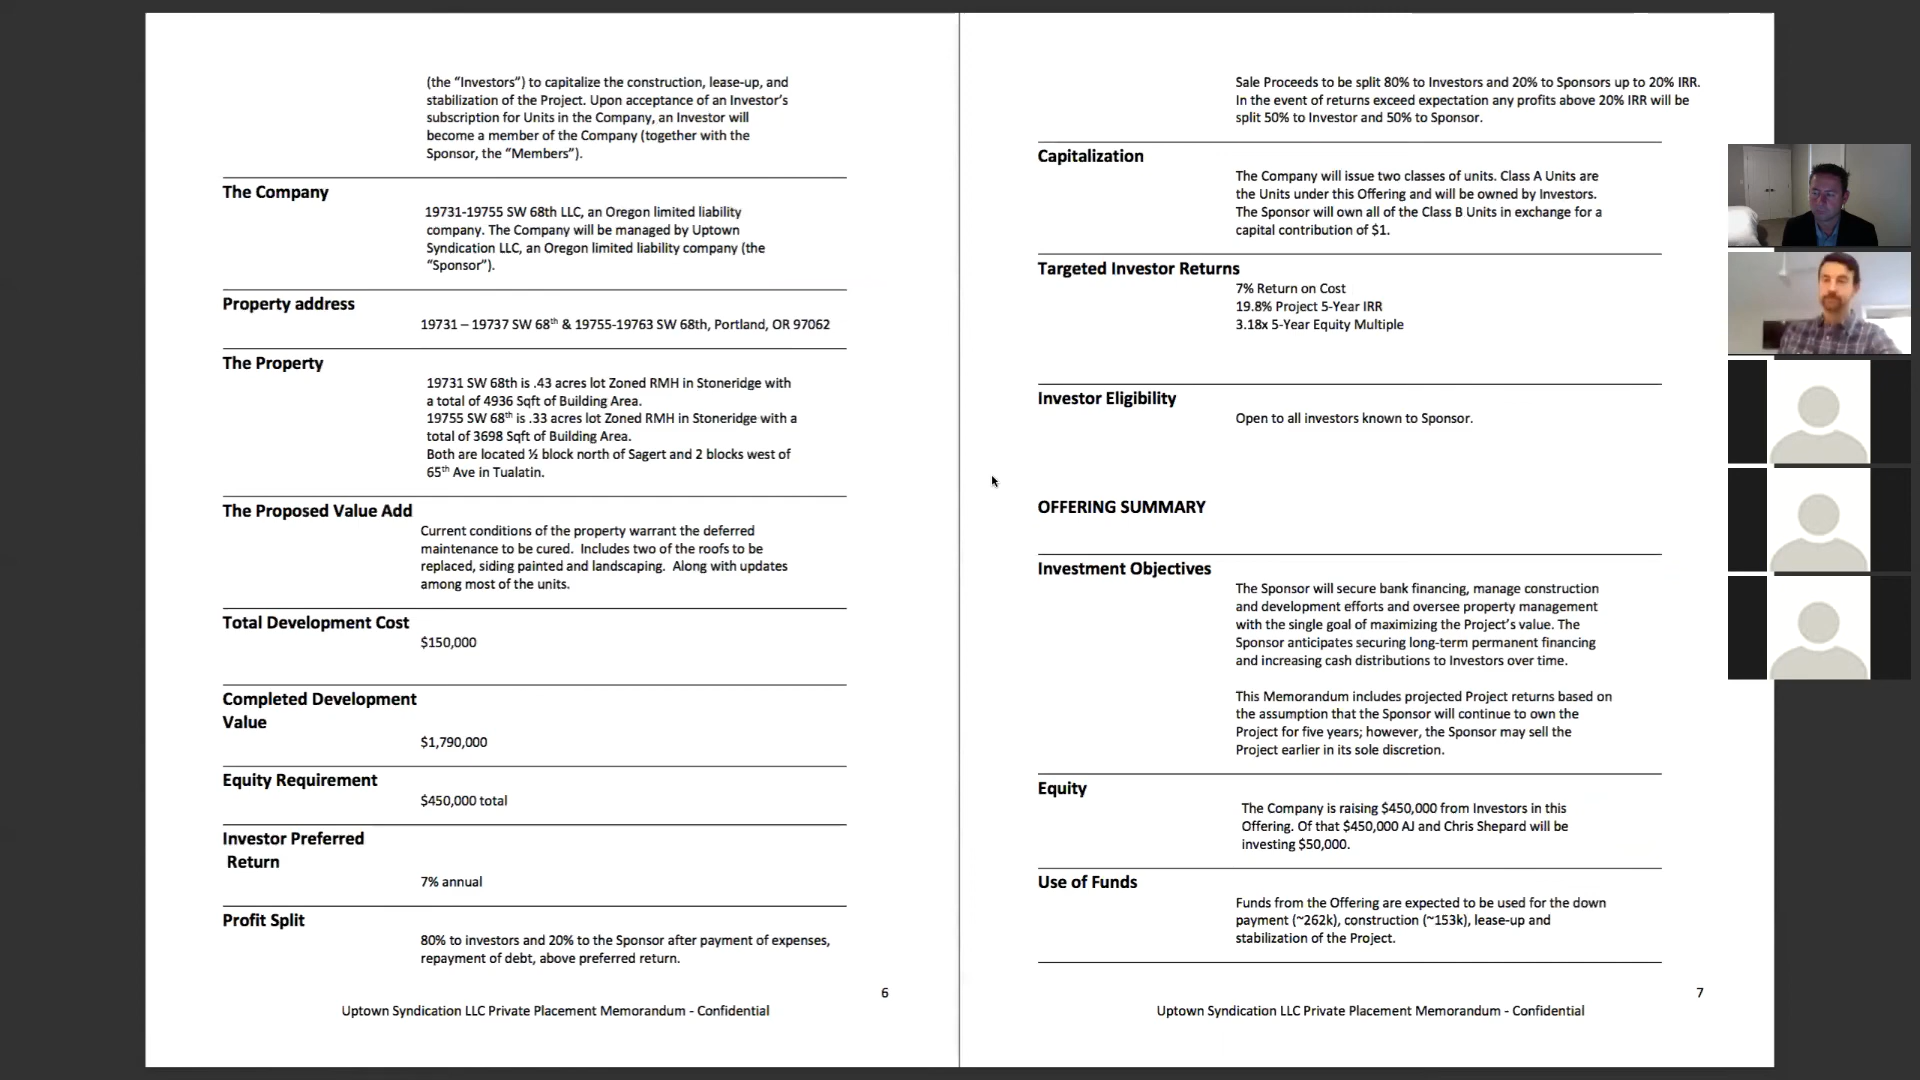 (the “Investors”) to capitalize the construction, lease-up, and
stabilization of the Project. Upon acceptance of an Investor’s
subscription for Units in the Company, an Investor will
become a member of the Company (together with the
Sponsor, the “Members”).
The Company
19731-19755 SW 68th LLC, an Oregon limited liability
company. The Company will be managed by Uptown
Syndication LLC, an Oregon limited liability company (the
“Sponsor”).
Property address
19731 – 19737 SW 68th & 19755-19763 SW 68th, Portland, OR 97062
The Property
19731 SW 68th is .43 acres lot Zoned RMH in Stoneridge with
a total of 4936 Sqft of Building Area.
19755 SW 68th is .33 acres lot Zoned RMH in Stoneridge with a
total of 3698 Sqft of Building Area.
Both are located ½ block north of Sagert and 2 blocks west of
65th Ave in Tualatin.
The Proposed Value Add
Current conditions of the property warrant the deferred
maintenance to be cured.  Includes two of the roofs to be
replaced, siding painted and landscaping.  Along with updates
among most of the units.
Total Development Cost
$150,000
Completed Development
Value
$1,790,000
Equity Requirement
$450,000 total
Investor Preferred
Return
7% annual
Profit Split
80% to investors and 20% to the Sponsor after payment of expenses,
repayment of debt, above preferred return.
6
Uptown Syndication LLC Private Placement Memorandum - Confidential
Sale Proceeds to be split 80% to Investors and 20% to Sponsors up to 20% IRR.
In the event of returns exceed expectation any profits above 20% IRR will be
split 50% to Investor and 50% to Sponsor.
Capitalization
The Company will issue two classes of units. Class A Units are
the Units under this Offering and will be owned by Investors.
The Sponsor will own all of the Class B Units in exchange for a
capital contribution of $1.
Targeted Investor Returns
7% Return on Cost
19.8% Project 5-Year IRR
3.18x 5-Year Equity Multiple
Investor Eligibility
Open to all investors known to Sponsor.
OFFERING SUMMARY
Investment Objectives
The Sponsor will secure bank financing, manage construction
and development efforts and oversee property management
with the single goal of maximizing the Project’s value. The
Sponsor anticipates securing long-term permanent financing
and increasing cash distributions to Investors over time.
This Memorandum includes projected Project returns based on
the assumption that the Sponsor will continue to own the
Project for five years; however, the Sponsor may sell the
Project earlier in its sole discretion.
Equity
The Company is raising $450,000 from Investors in this
Offering. Of that $450,000 AJ and Chris Shepard will be
investing $50,000.
Use of Funds
Funds from the Offering are expected to be used for the down
payment (~262k), construction (~153k), lease-up and
stabilization of the Project.
7
Uptown Syndication LLC Private Placement Memorandum - Confidential